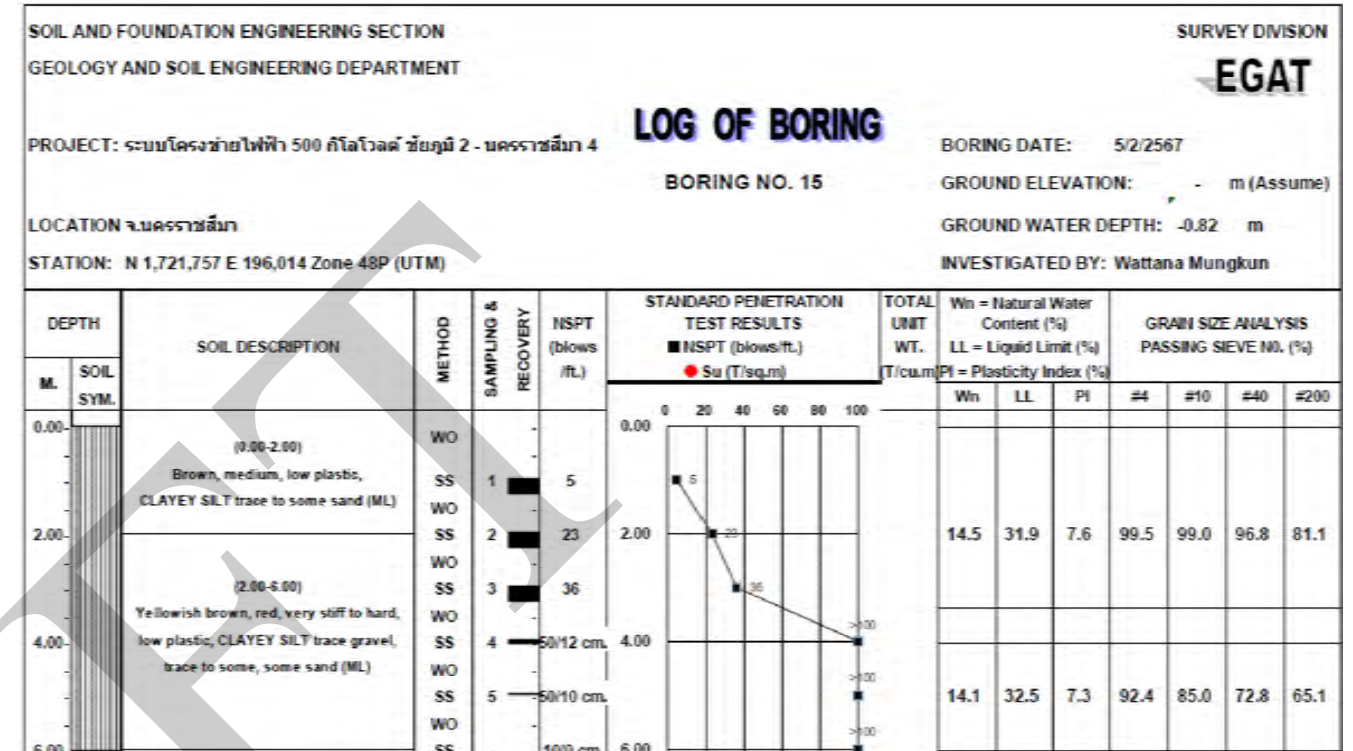 SOIL AND FOUNDATION ENGINEERING SECTION
SURVEY DIVISION
GEOLOGY AND SOIL ENGINEERING DEPARTMENT
EGAT
LOG OF BORING
PROJECT: ระบบโครงข่ายไฟฟ้า 500 กิโลโวลต์ ชัยภูมิ 2 - นครราชสีมา 4
BORING DATE: 5/2/2567
BORING NO. 15
GROUND ELEVATION: - m (Assume)
LOCATION จ.นครราชสีมา
GROUND WATER DEPTH: -0.82 m
STATION: N 1,721,757 E 196,014 Zone 48P (UTM)
INVESTIGATED BY: Wattana Mungkun
DEPTH
M.
SOIL SYM.
SOIL DESCRIPTION
METHOD
SAMPLING & RECOVERY
NSPT
(blows
/ft.)
STANDARD PENETRATION
TEST RESULTS
NSPT (blows/ft.)
Su (T/sq.m)
TOTAL
UNIT
WT.
(T/cu.m)
Wn = Natural Water
Content (%)
LL = Liquid Limit (%)
PI = Plasticity Index (%)
GRAIN SIZE ANALYSIS
PASSING SIEVE N0. (%)
Wn LL PI #4 #10 #40 #200
0 20 40 60 80 100
0.00 WO 0.00
(0.00-2.00)
Brown, medium, low plastic,
CLAYEY SILT trace to some sand (ML)
SS 1 5 5
WO
2.00 SS 2 23 2.00 23 14.5 31.9 7.6 99.5 99.0 96.8 81.1
WO
(2.00-6.00)
Yellowish brown, red, very stiff to hard,
low plastic, CLAYEY SILT trace gravel,
trace to some, some sand (ML)
SS 3 36 36
WO
4.00 SS 4 50/12 cm. 4.00 >100
WO
SS 5 50/10 cm. >100 14.1 32.5 7.3 92.4 85.0 72.8 65.1
WO
6.00 SS 6.00 >100